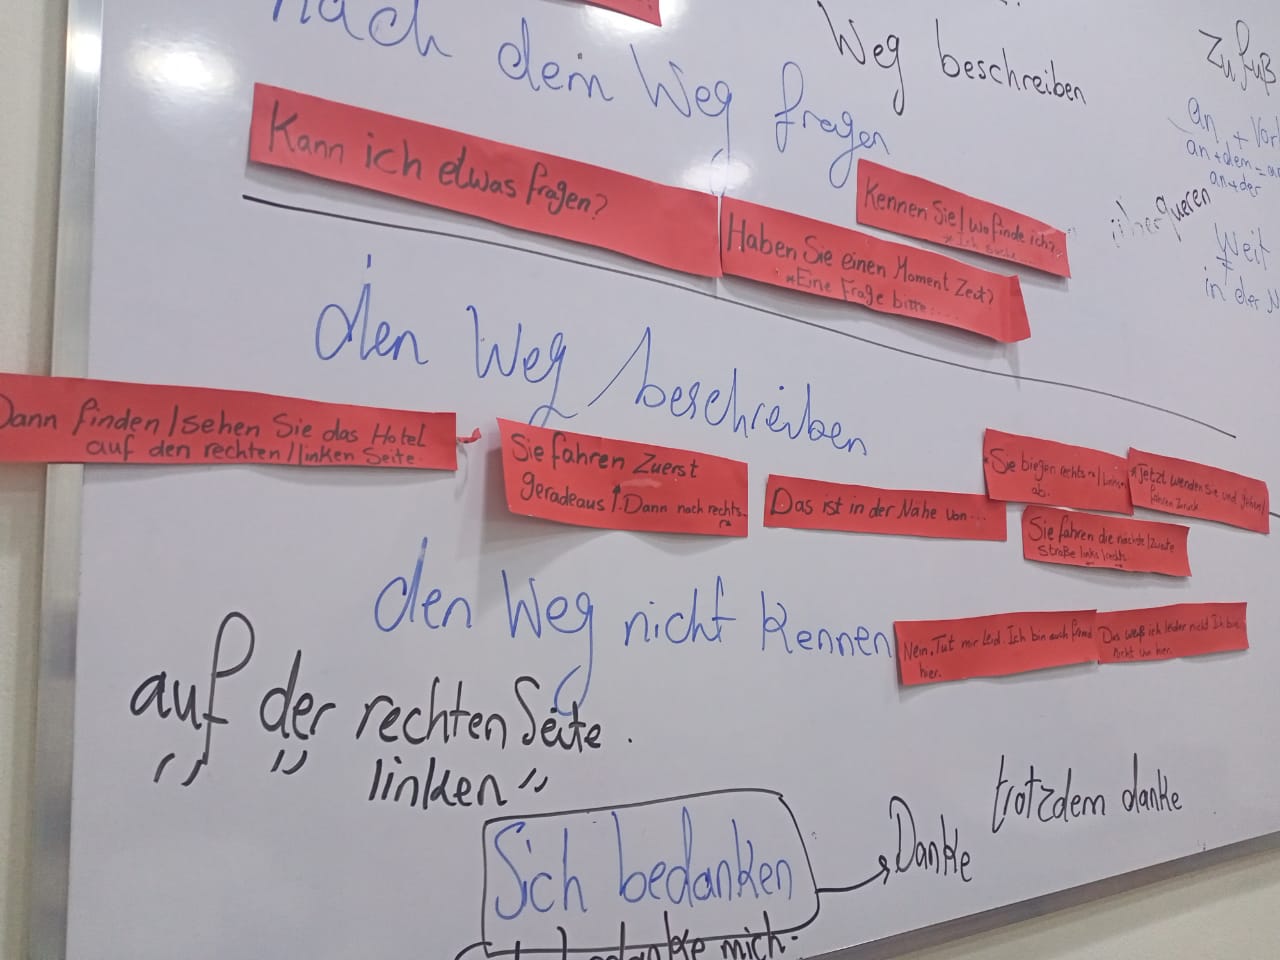 nach dem Weg fragen
Weg beschreiben
zu fuß
an + Vor
an+dem = an
an+der
überqueren
Weit
in der N
Kann ich etwas fragen?
Haben Sie einen Moment Zeit?
*Eine Frage bitte....
Kennen Sie / wo finde ich?
* Ich suche...
den Weg beschreiben
Dann finden/sehen Sie das Hotel
auf den rechten/linken Seite.
Sie fahren Zuerst
geradeaus ↑. Dann nach rechts.
Das ist in der Nähe von...
*Sie biegen rechts / links
ab.
*Jetzt wenden Sie und gehen/
fahren zurück
Sie fahren die nächste/zweite
straße links/rechts.
den Weg nicht kennen
Nein. Tut mir Leid. Ich bin auch fremd
hier.
Das weiß ich leider nicht Ich bin
nicht von hier.
auf der rechten Seite.
" " linken "
Sich bedanken → Danke
trotzdem danke
bedanke mich.